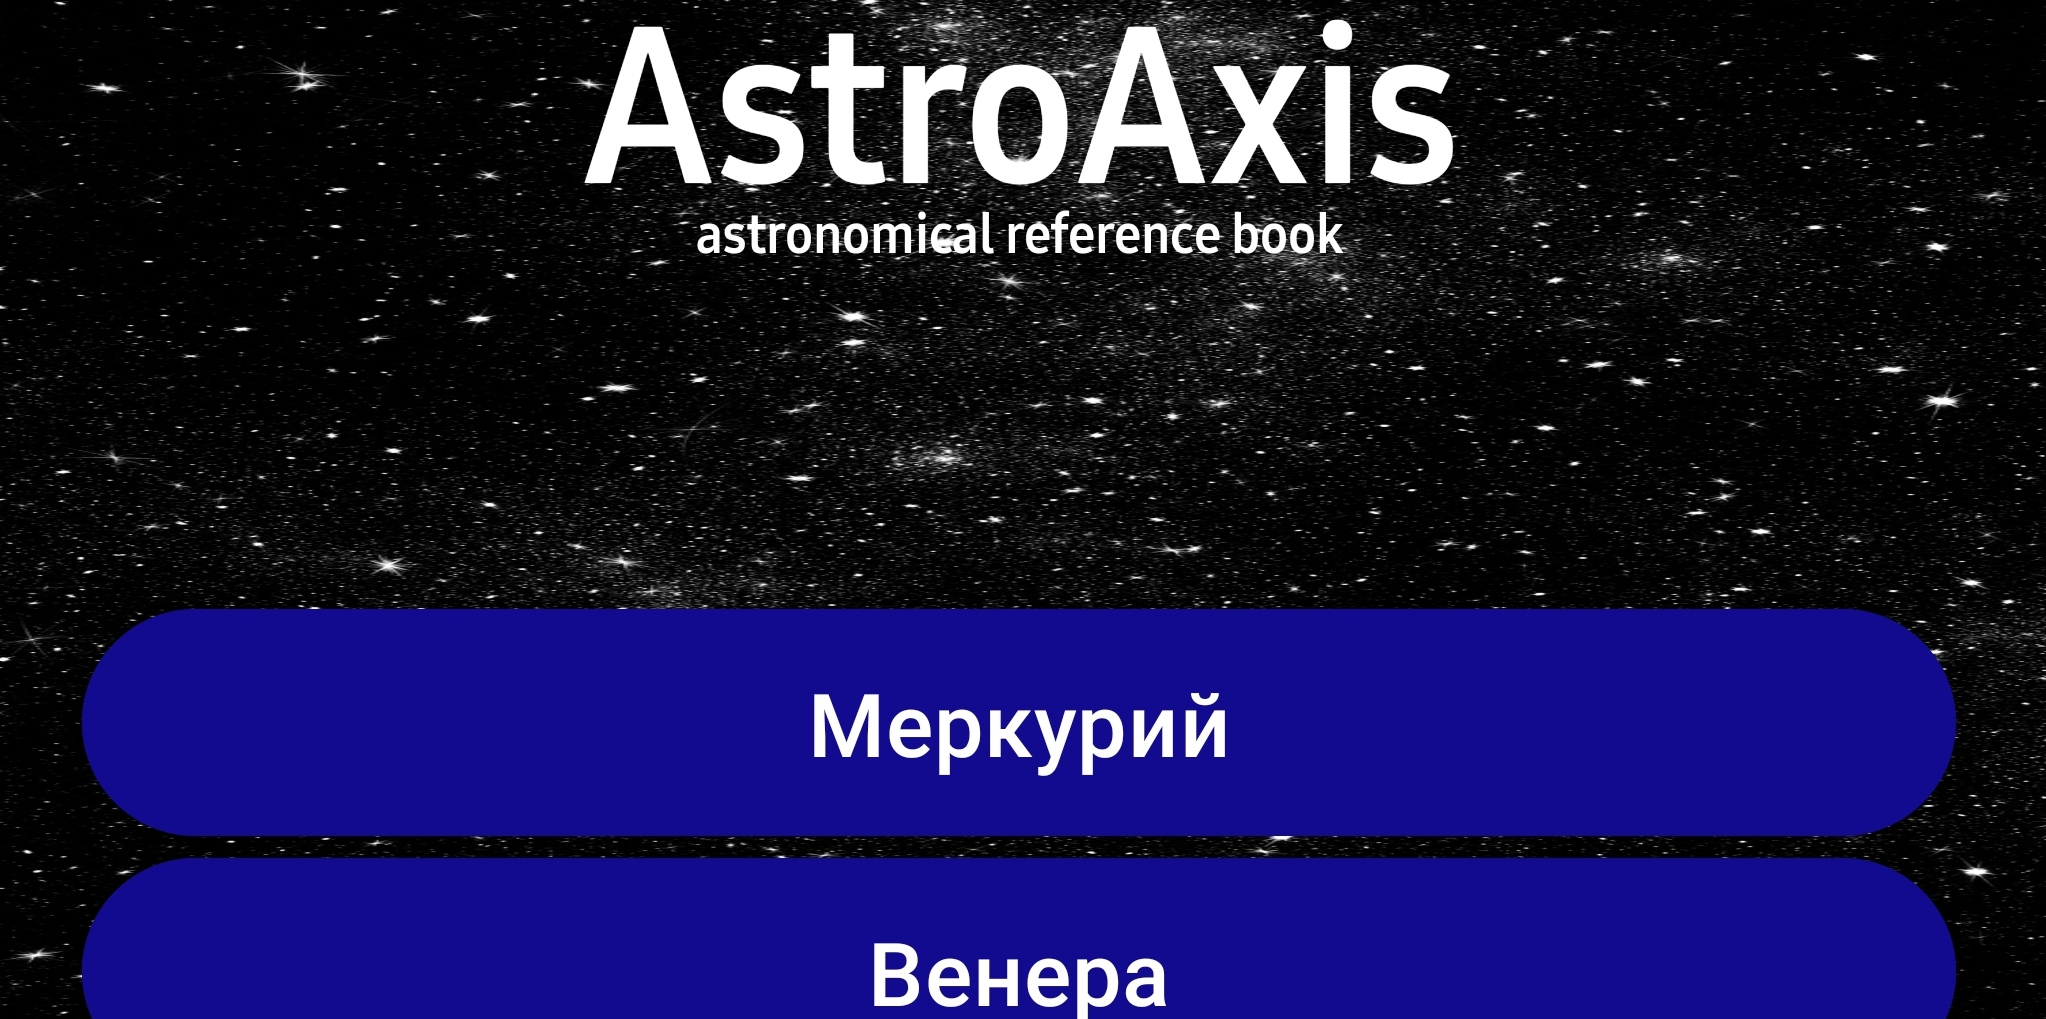 AstroAxis
astronomical reference book
Меркурий
Венера